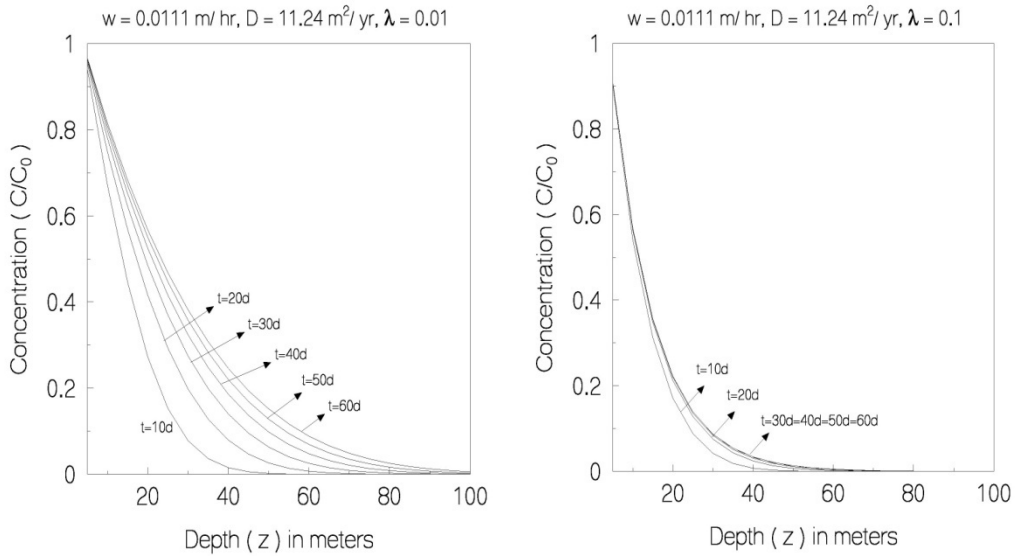 w = 0.0111 m/ hr, D = 11.24 m²/ yr, λ = 0.01
1
0.8
0.6
0.4
0.2
0
Concentration ( C/C₀ )
t=20d
t=30d
t=40d
t=50d
t=60d
t=10d
20 40 60 80 100
Depth ( z ) in meters
w = 0.0111 m/ hr, D = 11.24 m²/ yr, λ = 0.1
1
0.8
0.6
0.4
0.2
0
Concentration ( C/C₀ )
t=10d
t=20d
t=30d=40d=50d=60d
20 40 60 80 100
Depth ( z ) in meters